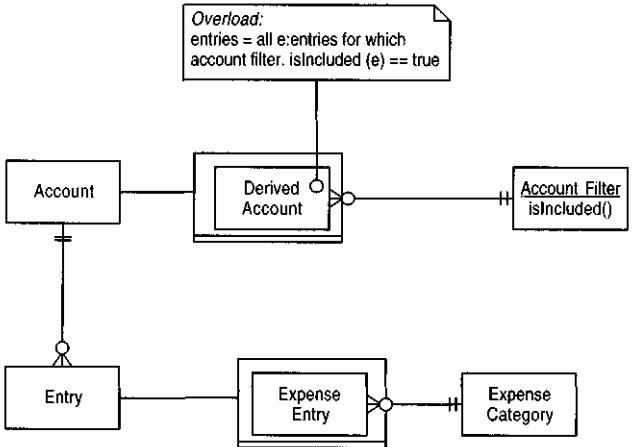 Overload:
entries = all e:entries for which
account filter. isIncluded (e) == true
Account
Derived
Account
Account Filter
isIncluded()
Entry
Expense
Entry
Expense
Category